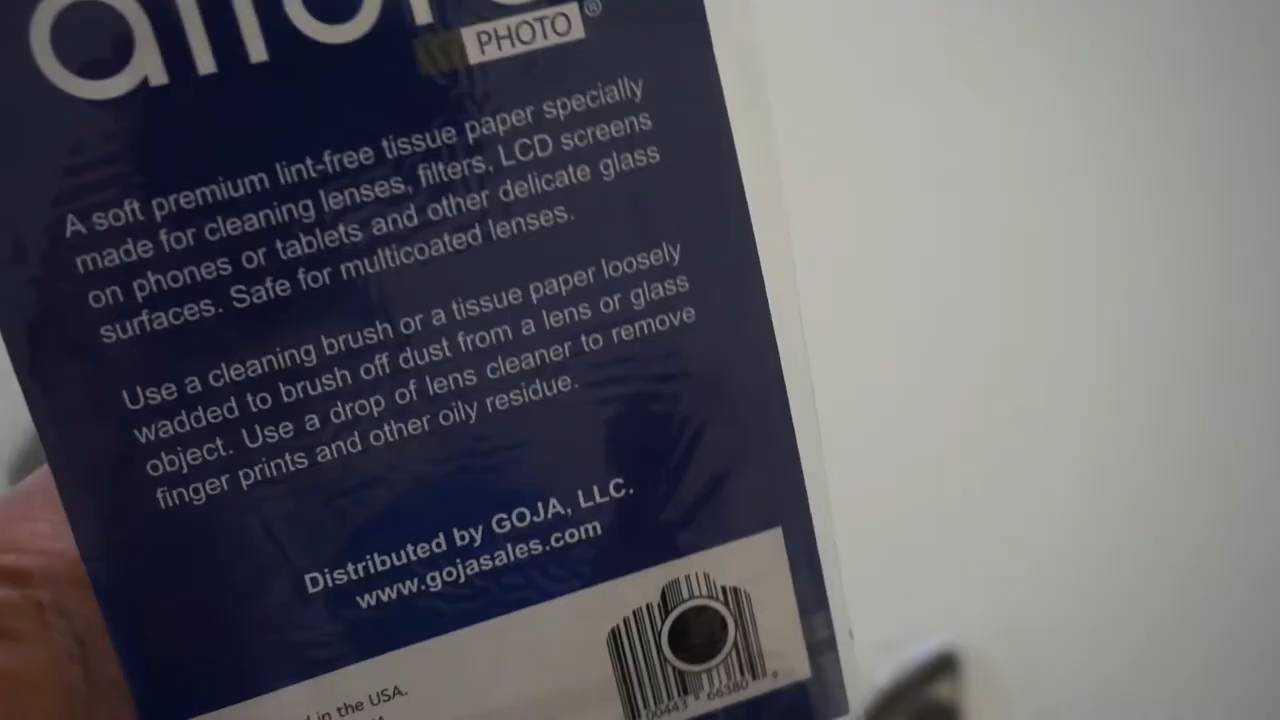 PHOTO®
A soft premium lint-free tissue paper specially
made for cleaning lenses, filters, LCD screens
on phones or tablets and other delicate glass
surfaces. Safe for multicoated lenses.
Use a cleaning brush or a tissue paper loosely
wadded to brush off dust from a lens or glass
object. Use a drop of lens cleaner to remove
finger prints and other oily residue.
Distributed by GOJA, LLC.
www.gojasales.com
in the USA.
00443 66380 9